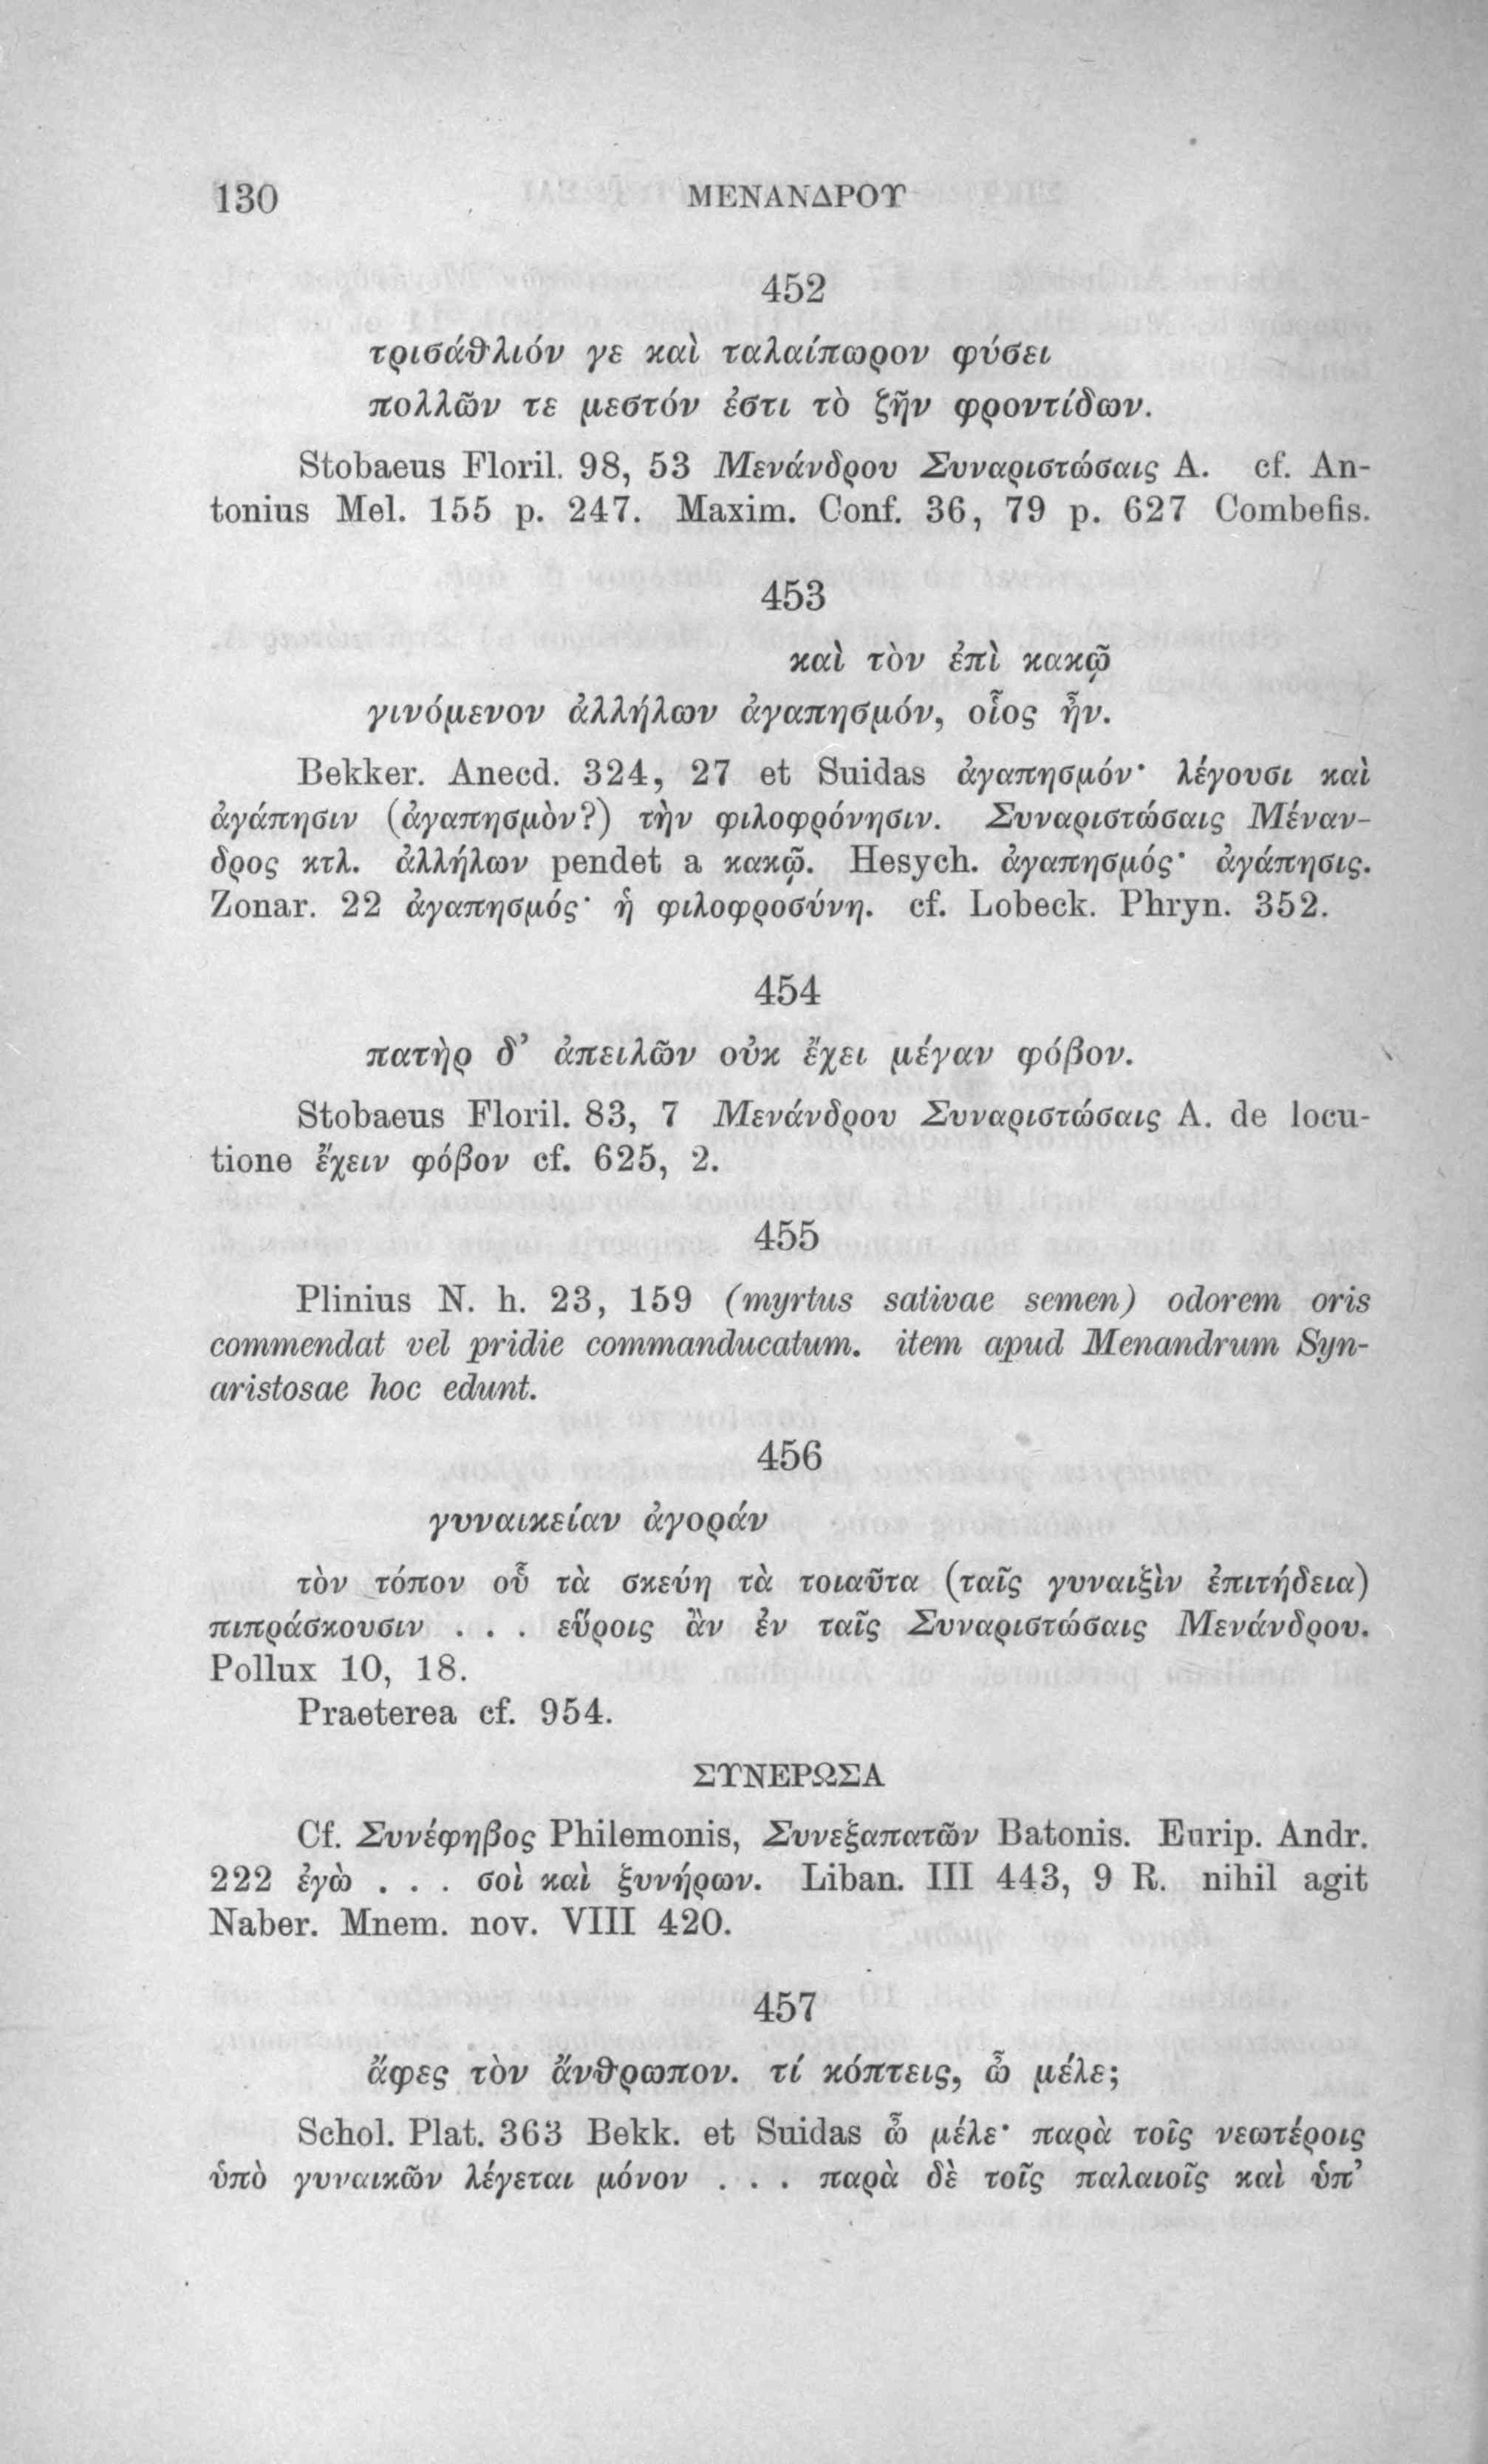 130
ΜΕΝΑΝΔΡΟΥ
452
τρισάθλιόν γε καὶ ταλαίπωρον φύσει
πολλῶν τε μεστόν ἐστι τὸ ζῆν φροντίδων.
Stobaeus Floril. 98, 53 Μενάνδρου Συναριστώσαις Α. cf. An-
tonius Mel. 155 p. 247. Maxim. Conf. 36, 79 p. 627 Combefis.
453
καὶ τὸν ἐπὶ κακῷ
γινόμενον ἀλλήλων ἀγαπησμόν, οἷος ἦν.
Bekker. Anecd. 324, 27 et Suidas ἀγαπησμόν· λέγουσι καὶ
ἀγάπησιν (ἀγαπησμὸν?) τὴν φιλοφρόνησιν. Συναριστώσαις Μέναν-
δρος κτλ. ἀλλήλων pendet a κακῷ. Hesych. ἀγαπησμός· ἀγάπησις.
Zonar. 22 ἀγαπησμός· ἡ φιλοφροσύνη. cf. Lobeck. Phryn. 352.
454
πατὴρ δ’ ἀπειλῶν οὐκ ἔχει μέγαν φόβον.
Stobaeus Floril. 83, 7 Μενάνδρου Συναριστώσαις Α. de locu-
tione ἔχειν φόβον cf. 625, 2.
455
Plinius N. h. 23, 159 (myrtus sativae semen) odorem oris
commendat vel pridie commanducatum. item apud Menandrum Syn-
aristosae hoc edunt.
456
γυναικείαν ἀγοράν
τὸν τόπον οὗ τὰ σκεύη τὰ τοιαῦτα (ταῖς γυναιξὶν ἐπιτήδεια)
πιπράσκουσιν . . . εὕροις ἂν ἐν ταῖς Συναριστώσαις Μενάνδρου.
Pollux 10, 18.
Praeterea cf. 954.
ΣΥΝΕΡΩΣΑ
Cf. Συνέφηβος Philemonis, Συνεξαπατῶν Batonis. Eurip. Andr.
222 ἐγὼ . . . σοὶ καὶ ξυνήρων. Liban. III 443, 9 R. nihil agit
Naber. Mnem. nov. VIII 420.
457
ἄφες τὸν ἄνθρωπον. τί κόπτεις, ὦ μέλε;
Schol. Plat. 363 Bekk. et Suidas ὦ μέλε· παρὰ τοῖς νεωτέροις
ὑπὸ γυναικῶν λέγεται μόνον . . . παρὰ δὲ τοῖς παλαιοῖς καὶ ὑπ’